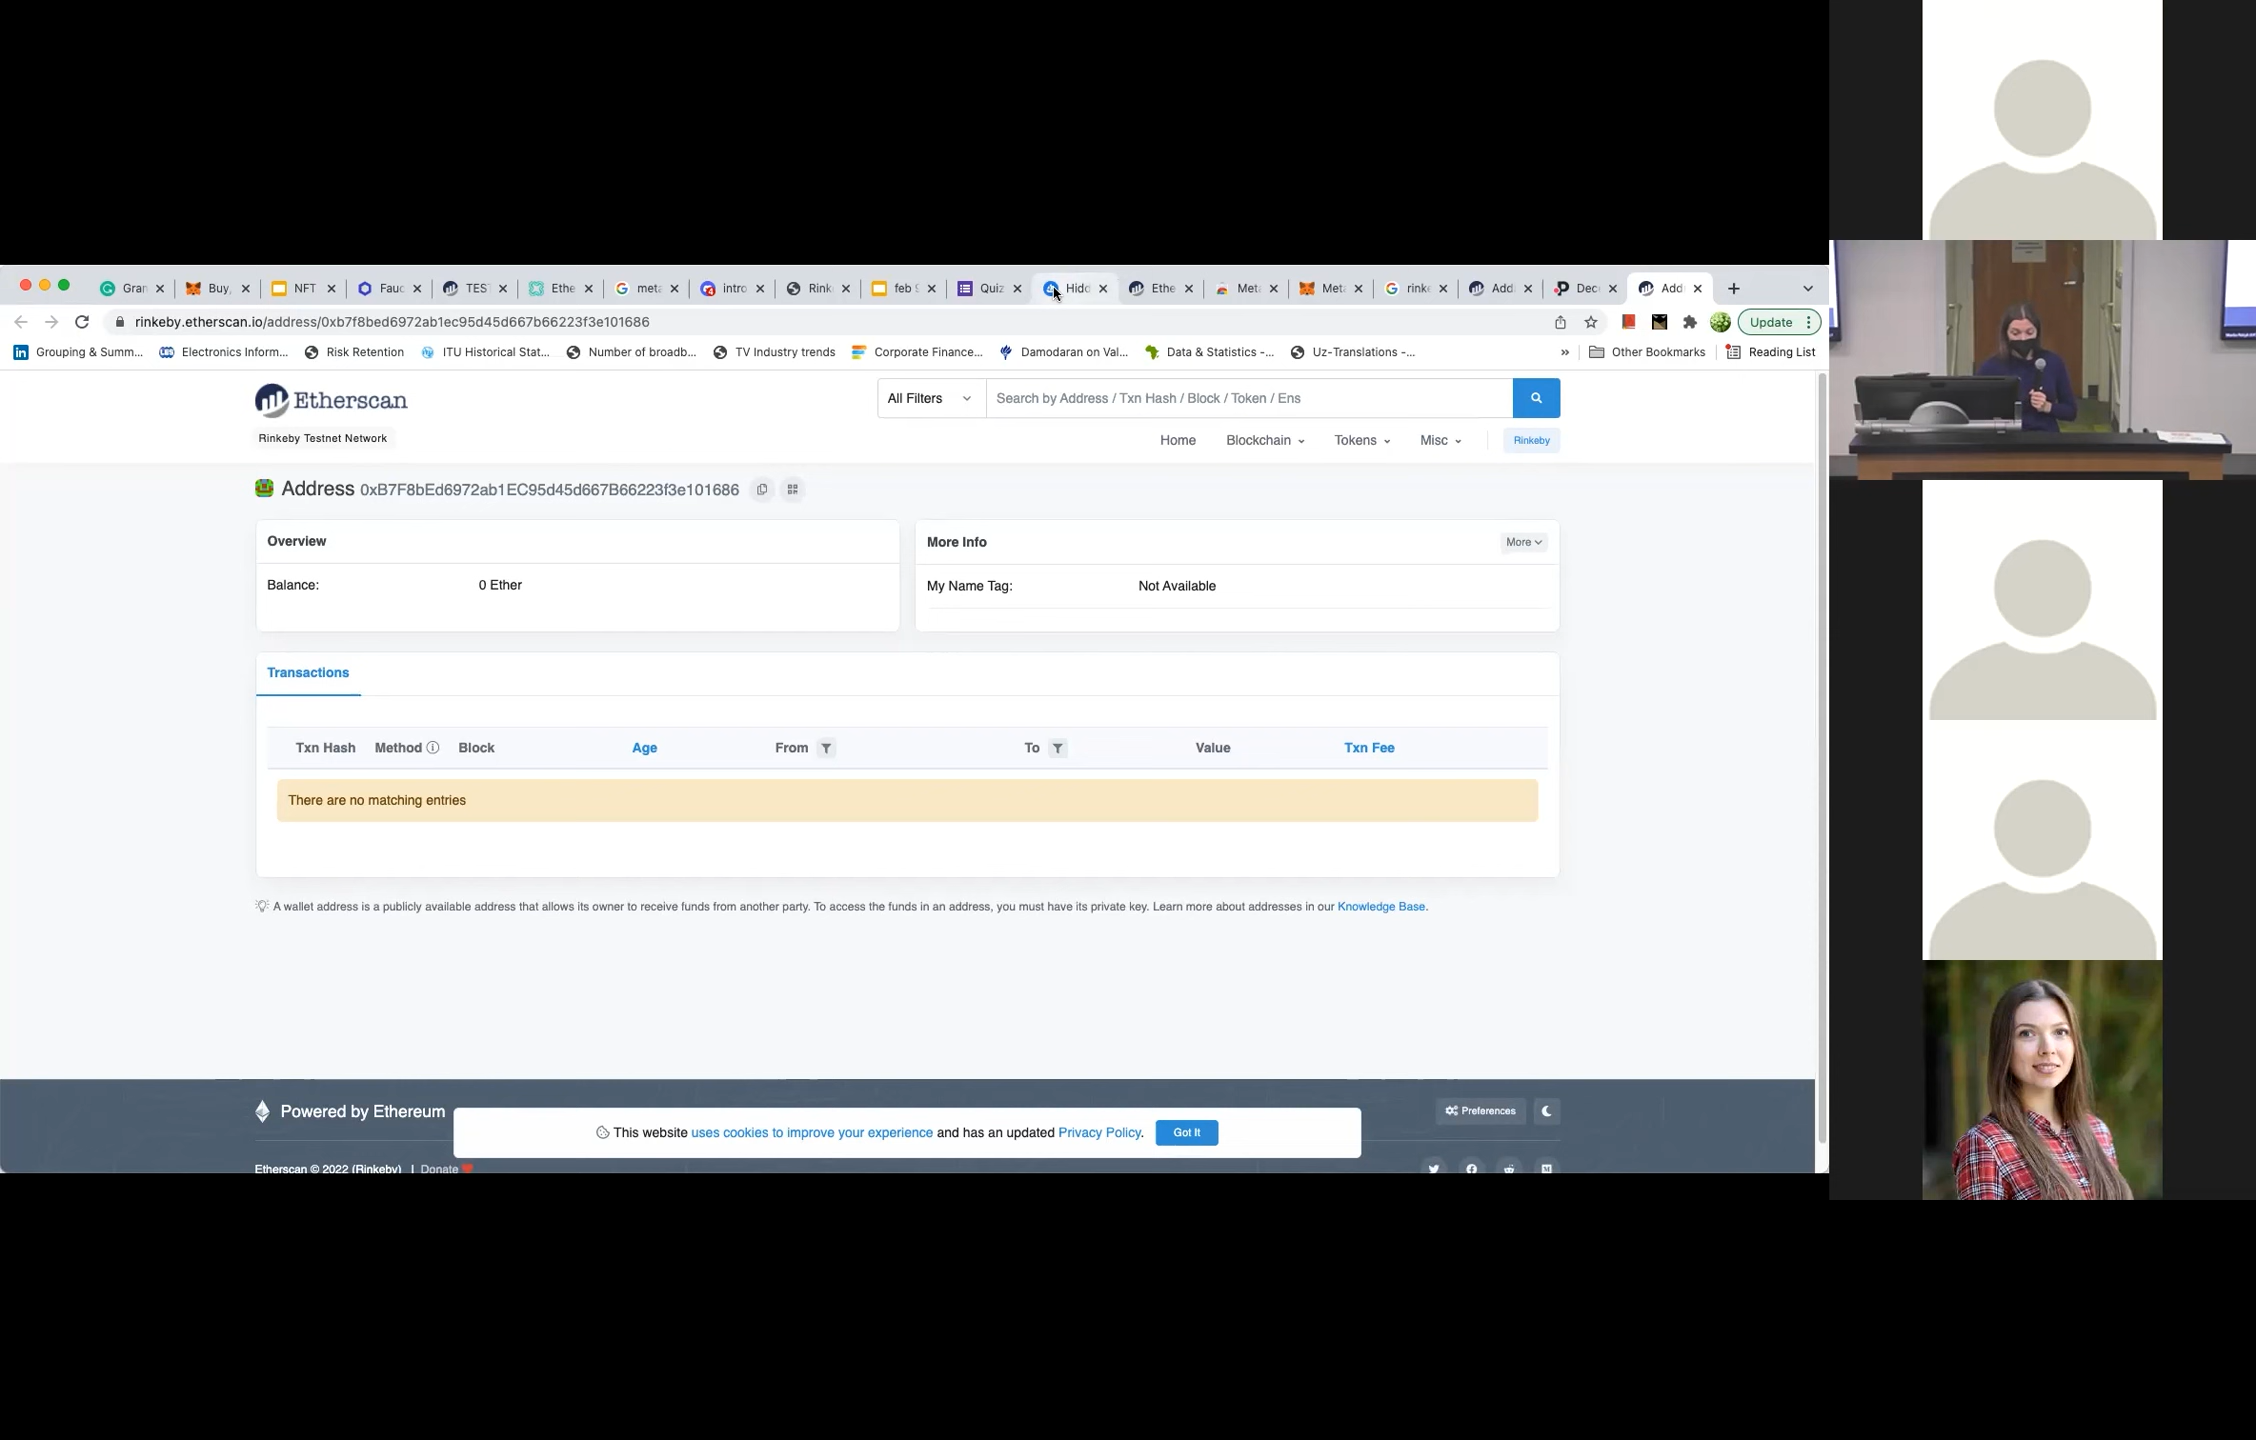 Gran
Buy,
NFT
Fauc
TES
Ethe
meta
intro
Rink
feb 9
Quiz
Hidd
Ethe
Meta
Meta
rinke
Add
Dec
Add
rinkeby.etherscan.io/address/0xb7f8bed6972ab1ec95d45d667b66223f3e101686
Update
Grouping & Summ...
Electronics Inform...
Risk Retention
ITU Historical Stat...
Number of broadb...
TV Industry trends
Corporate Finance...
Damodaran on Val...
Data & Statistics -...
Uz-Translations -...
»
Other Bookmarks
Reading List
Etherscan
All Filters
Search by Address / Txn Hash / Block / Token / Ens
Rinkeby Testnet Network
Home
Blockchain
Tokens
Misc
Rinkeby
Address 0xB7F8bEd6972ab1EC95d45d667B66223f3e101686
Overview
Balance: 0 Ether
More Info
More
My Name Tag: Not Available
Transactions
Txn Hash Method Block Age From To Value Txn Fee
There are no matching entries
A wallet address is a publicly available address that allows its owner to receive funds from another party. To access the funds in an address, you must have its private key. Learn more about addresses in our Knowledge Base.
Powered by Ethereum
This website uses cookies to improve your experience and has an updated Privacy Policy.
Got It
Preferences
Etherscan © 2022 (Rinkeby) | Donate